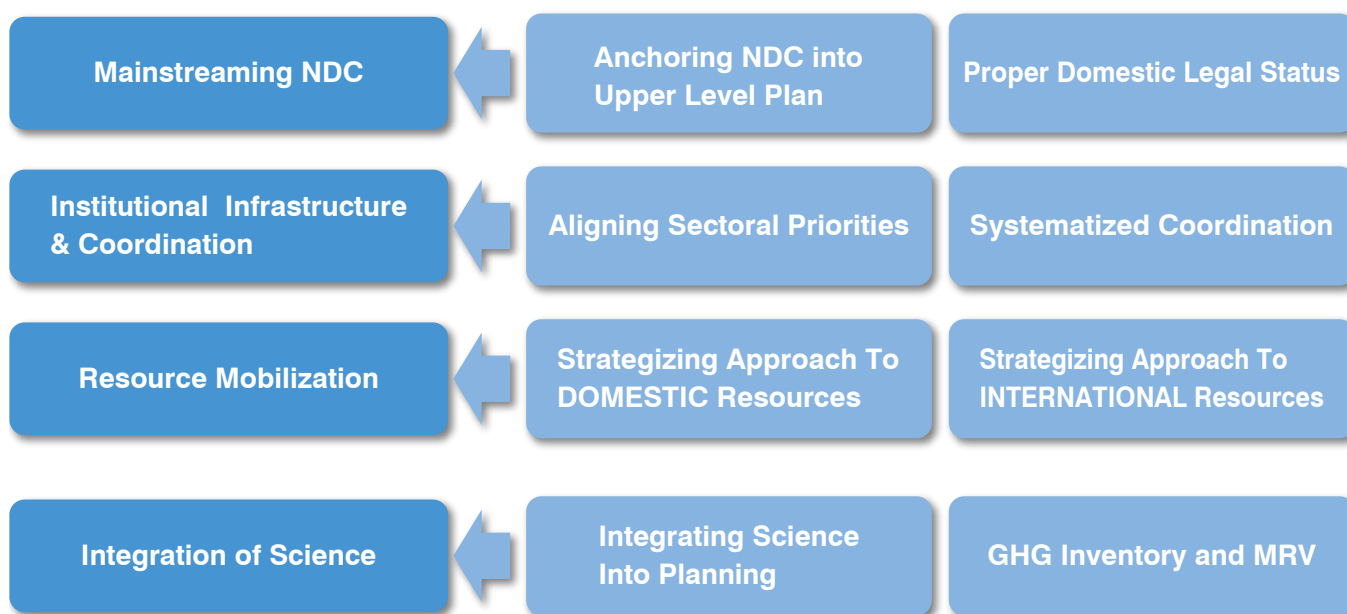 Mainstreaming NDC
Anchoring NDC into
Upper Level Plan
Proper Domestic Legal Status
Institutional Infrastructure
& Coordination
Aligning Sectoral Priorities
Systematized Coordination
Resource Mobilization
Strategizing Approach To
DOMESTIC Resources
Strategizing Approach To
INTERNATIONAL Resources
Integration of Science
Integrating Science
Into Planning
GHG Inventory and MRV